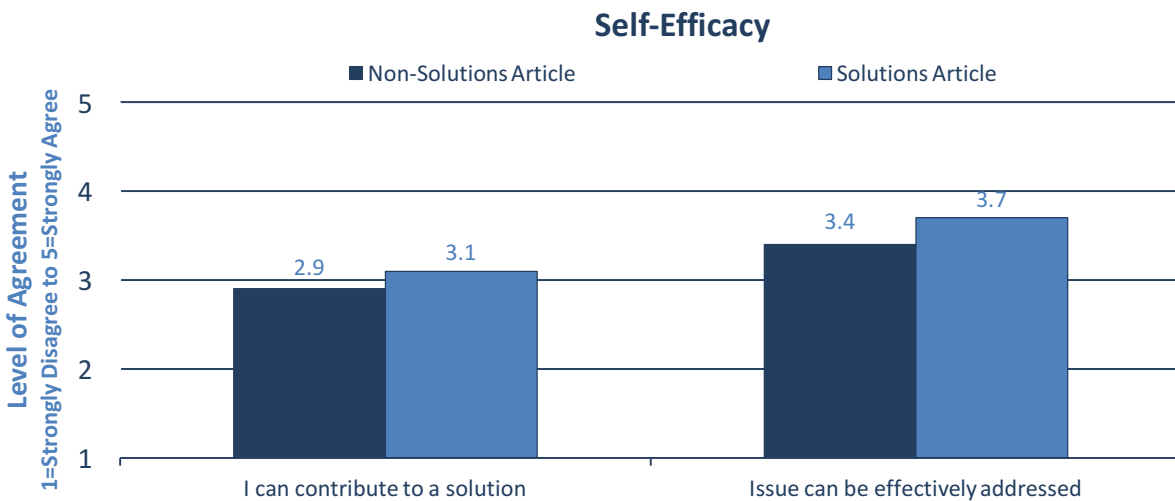 Self-Efficacy
Non-Solutions Article
Solutions Article
Level of Agreement
1=Strongly Disagree to 5=Strongly Agree
5
4
3
2
1
2.9
3.1
3.4
3.7
I can contribute to a solution
Issue can be effectively addressed